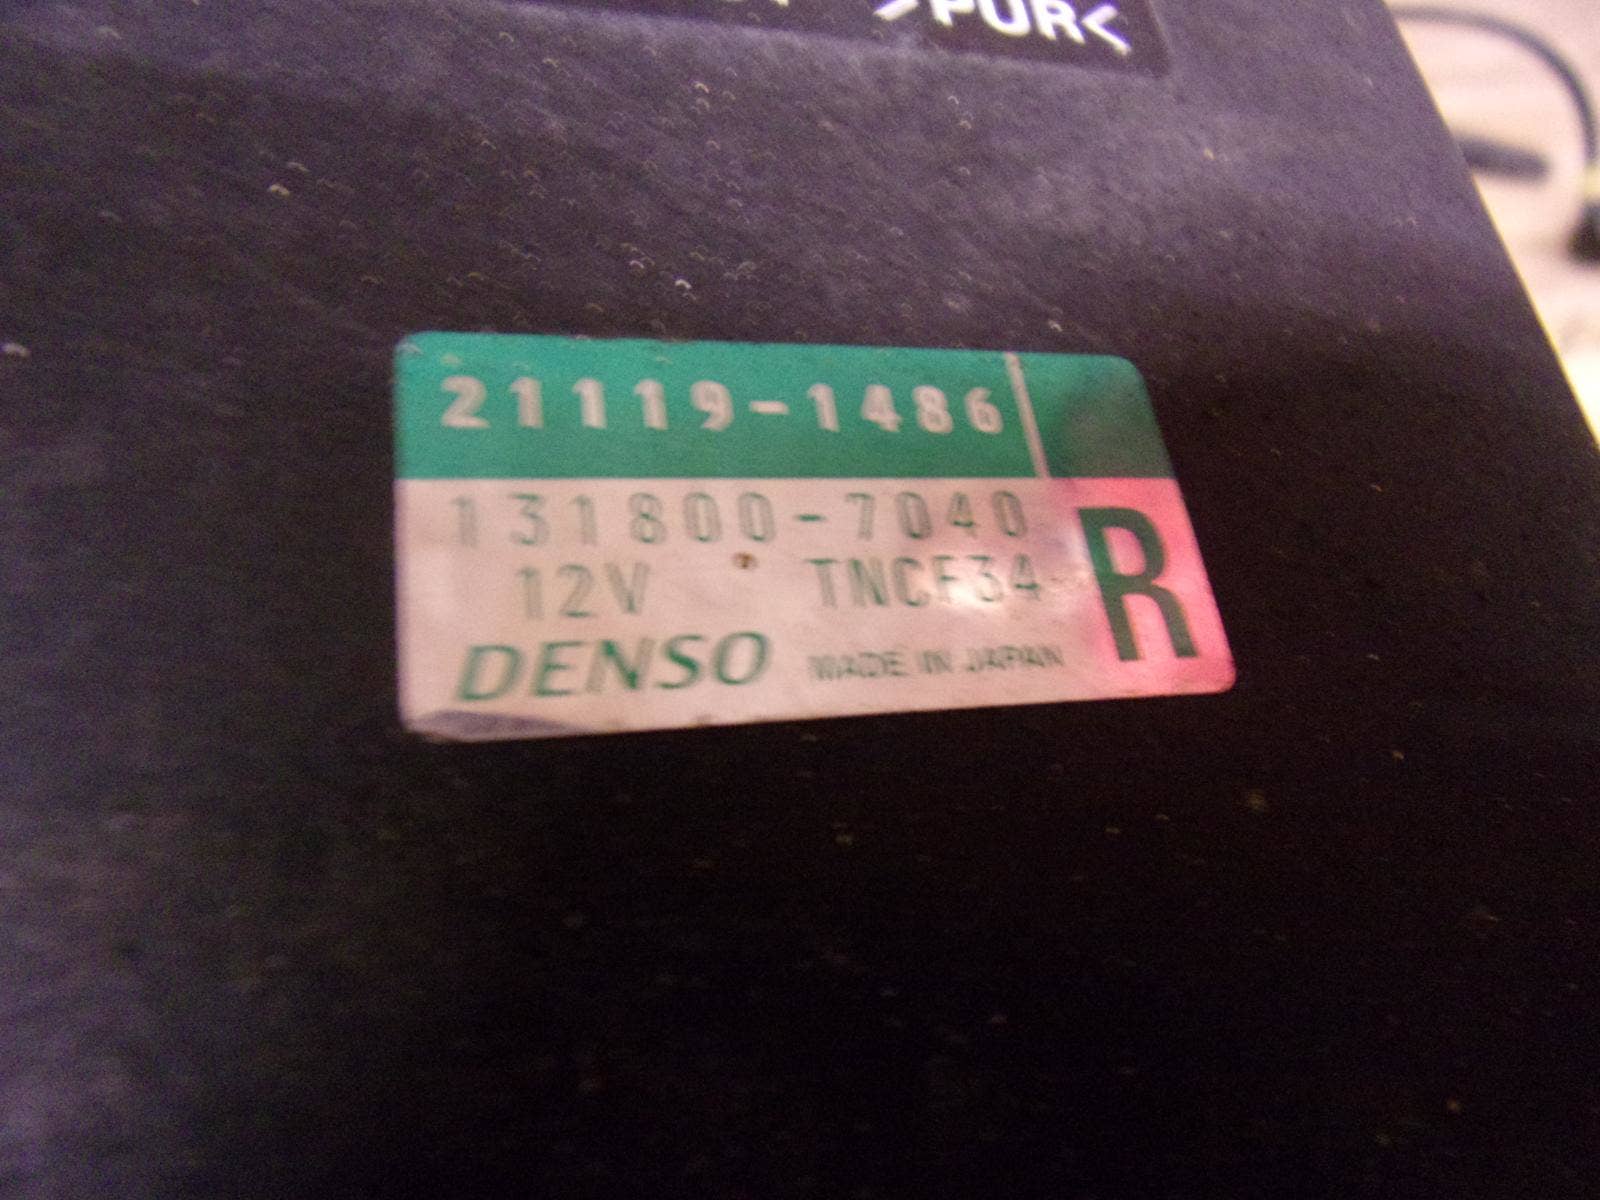 >PUR<
21119-1486
131800-7040
12V TNCF34
DENSO MADE IN JAPAN
R